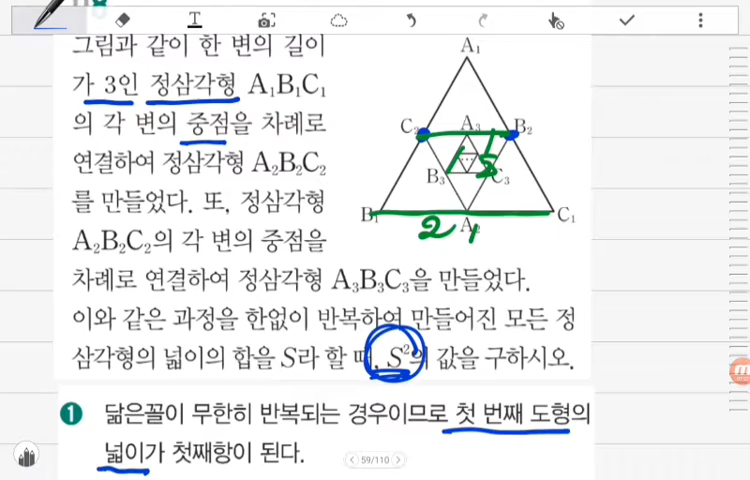 그림과 같이 한 변의 길이
가 3인 정삼각형 A₁B₁C₁
의 각 변의 중점을 차례로
연결하여 정삼각형 A₂B₂C₂
를 만들었다. 또, 정삼각형
A₂B₂C₂의 각 변의 중점을
차례로 연결하여 정삼각형 A₃B₃C₃을 만들었다.
이와 같은 과정을 한없이 반복하여 만들어진 모든 정
삼각형의 넓이의 합을 S라 할 때, S²의 값을 구하시오.
A₁
C₂ A₃ B₂
B₃ C₃
B₁ A₂ C₁
2
1 닮은꼴이 무한히 반복되는 경우이므로 첫 번째 도형의
넓이가 첫째항이 된다.
59/110
T